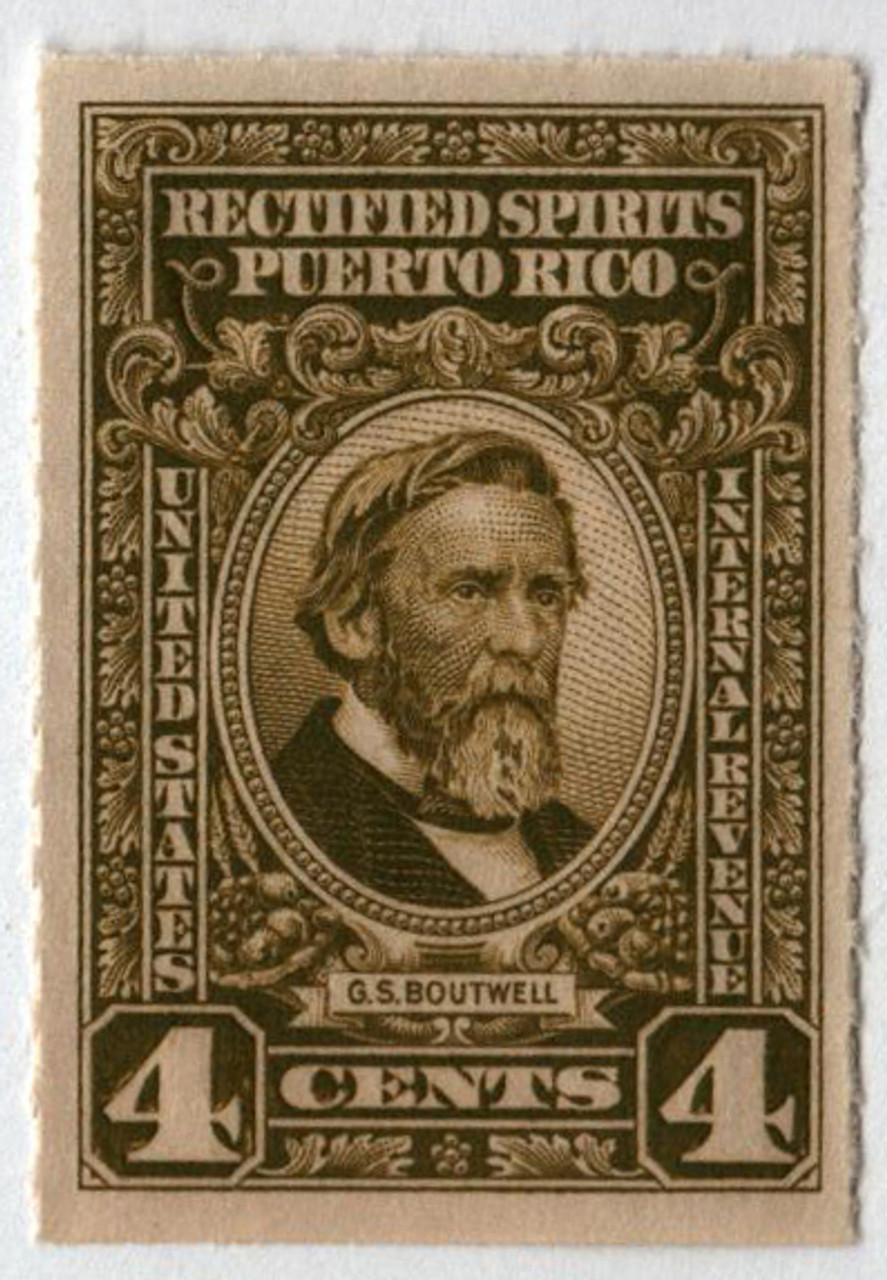 RECTIFIED SPIRITS
PUERTO RICO
UNITED STATES
INTERNAL REVENUE
G.S. BOUTWELL
4 CENTS 4